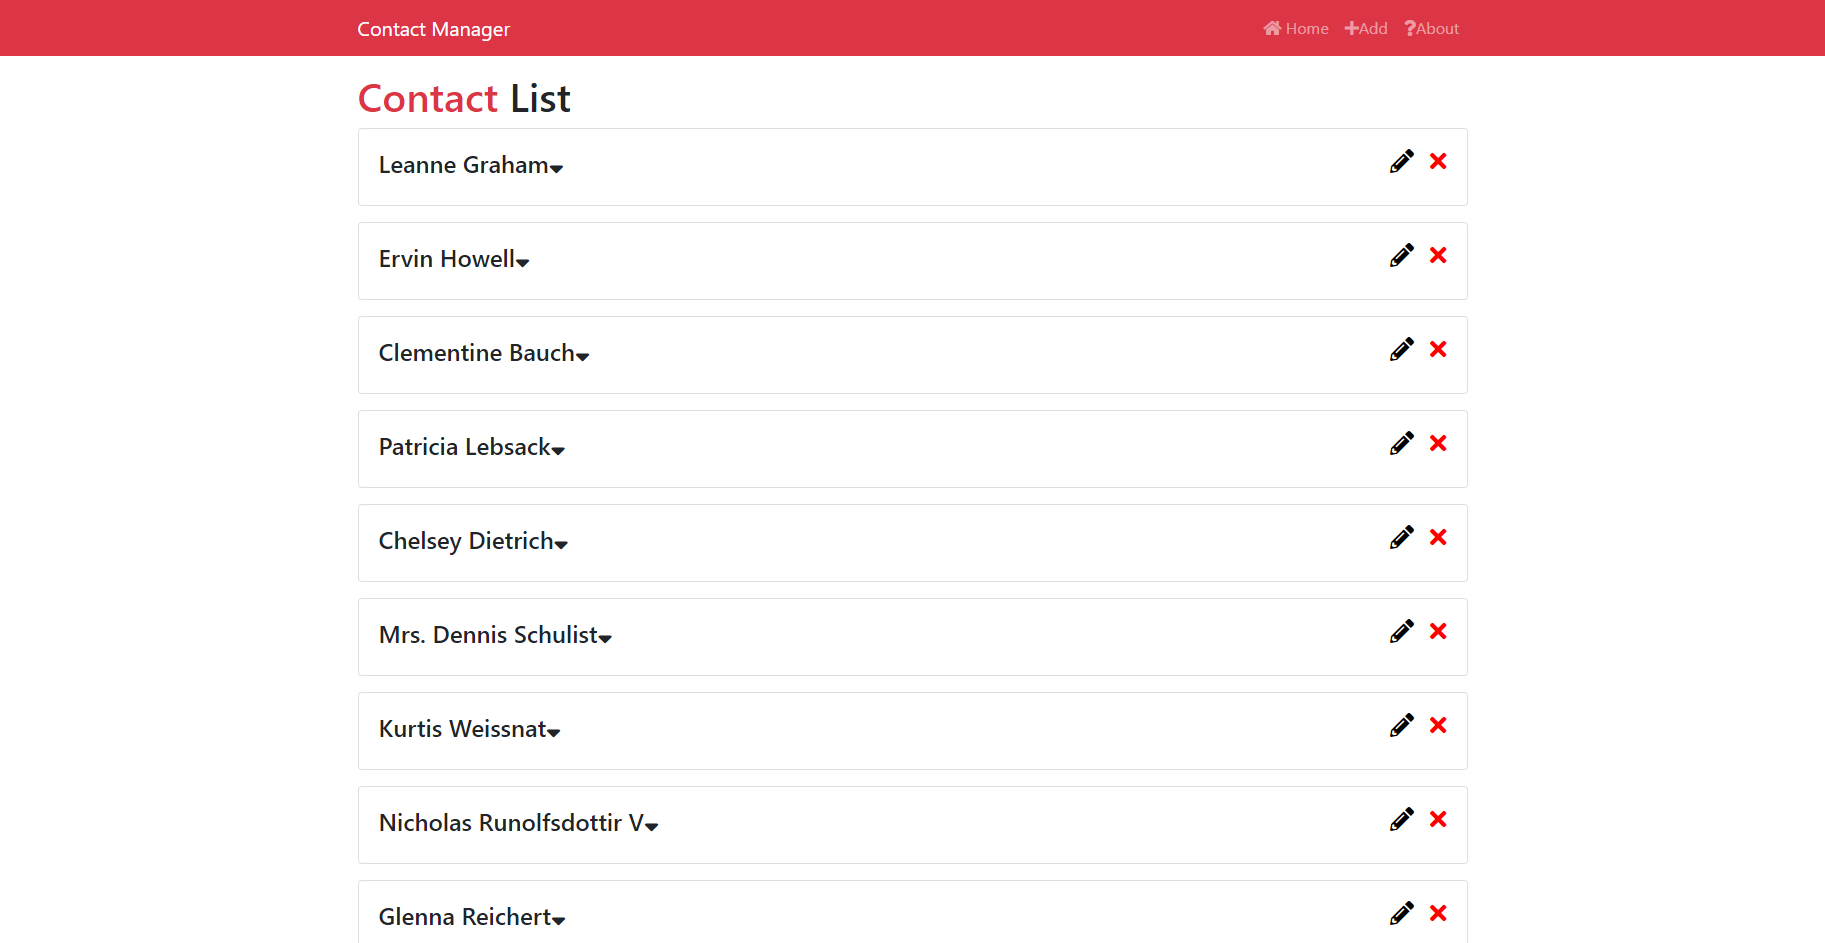 Contact Manager
Home Add About
Contact List
Leanne Graham
Ervin Howell
Clementine Bauch
Patricia Lebsack
Chelsey Dietrich
Mrs. Dennis Schulist
Kurtis Weissnat
Nicholas Runolfsdottir V
Glenna Reichert